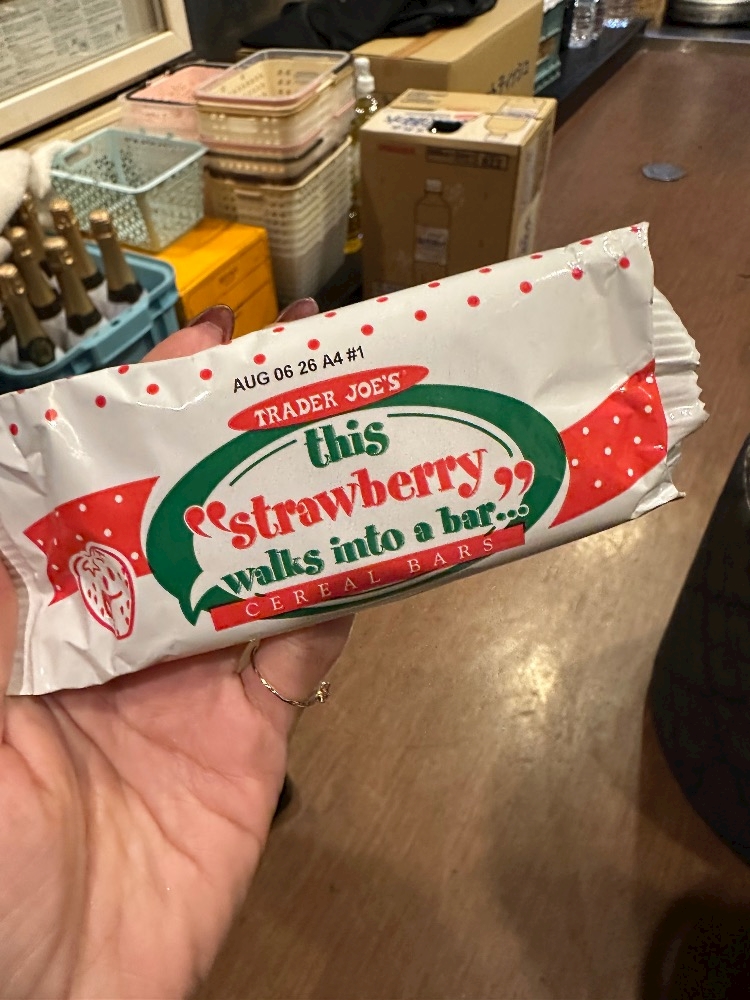 AUG 06 26 A4 #1
TRADER JOE'S
this
“strawberry”
walks into a bar...
CEREAL BARS